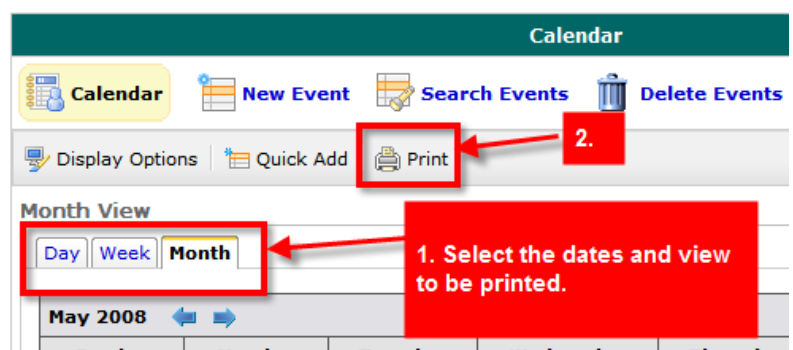 Calendar
Calendar New Event Search Events Delete Events
Display Options Quick Add Print
2.
Month View
Day Week Month
1. Select the dates and view
to be printed.
May 2008